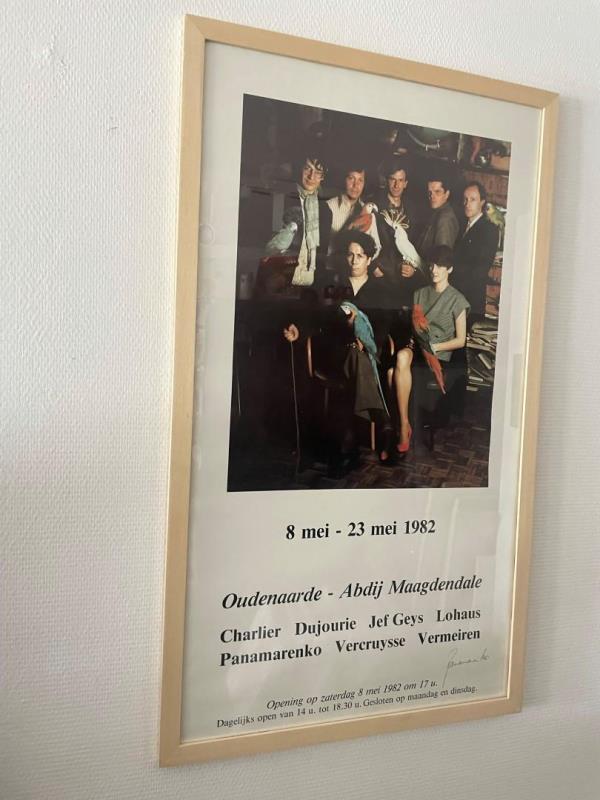 8 mei - 23 mei 1982
Oudenaarde - Abdij Maagdendale
Charlier Dujourie Jef Geys Lohaus
Panamarenko Vercruysse Vermeiren
Panamarenko
Opening op zaterdag 8 mei 1982 om 17 u.
Dagelijks open van 14 u. tot 18.30 u. Gesloten op maandag en dinsdag.